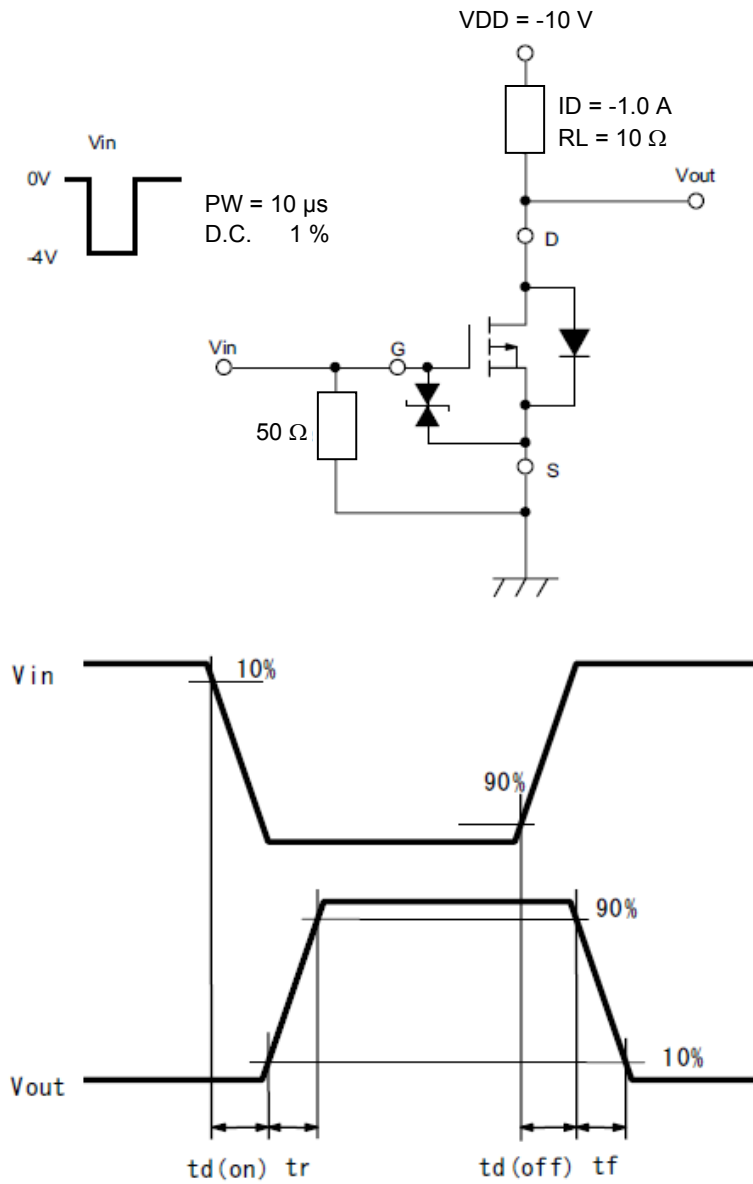 VDD = -10 V
ID = -1.0 A
RL = 10 Ω
Vin
Vout
0V
PW = 10 µs
D.C. 1 %
D
-4V
Vin
G
50 Ω
S
Vin
10%
90%
90%
10%
Vout
td(on) tr
td(off) tf